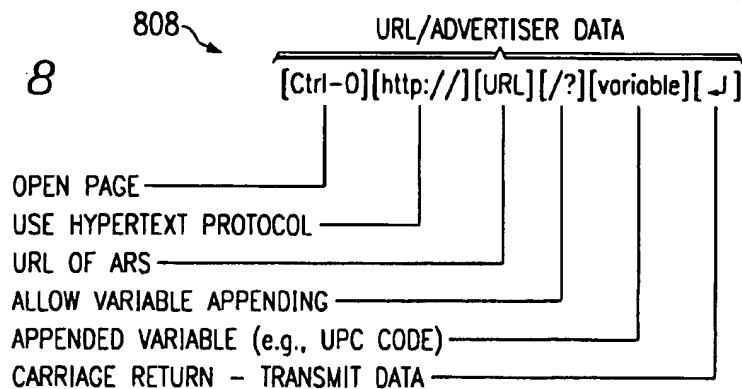 808
URL/ADVERTISER DATA
8
[Ctrl-O][http://][URL][/?][variable][↵]
OPEN PAGE
USE HYPERTEXT PROTOCOL
URL OF ARS
ALLOW VARIABLE APPENDING
APPENDED VARIABLE (e.g., UPC CODE)
CARRIAGE RETURN – TRANSMIT DATA